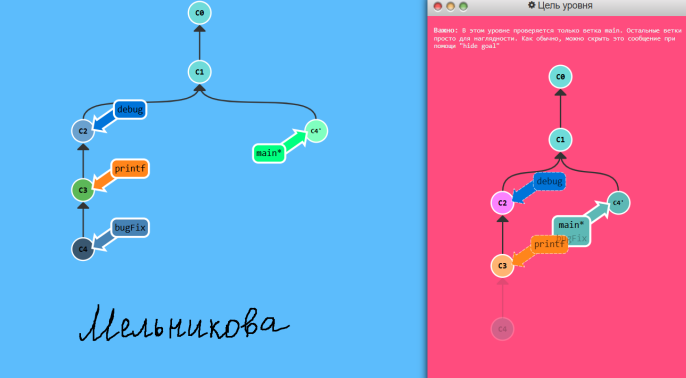 Цель уровня
Важно: В этом уровне проверяется только ветка main. Остальные ветки
просто для наглядности. Как обычно, можно скрыть это сообщение при
помощи "hide goal"
C0
C1
C2
debug
C4'
main*
C3
printf
C4
bugFix
Мельникова
C0
C1
C2
debug
C4'
main*
bugFix
printf
C3